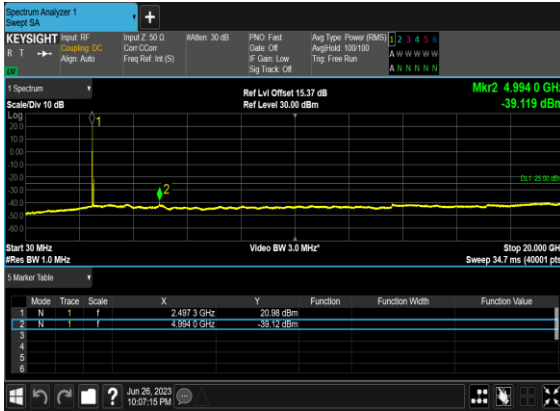 Spectrum Analyzer 1
Swept SA
+
KEYSIGHT
R T
Input: RF
Coupling: DC
Align: Auto
Input Z: 50 Ω
Corr CCorr
Freq Ref: Int (S)
#Atten: 30 dB
PNO: Fast
Gate: Off
IF Gain: Low
Sig Track: Off
Avg Type: Power (RMS)
Avg|Hold: 100/100
Trig: Free Run
1 2 3 4 5 6
A W W W W W
A N N N N N
1 Spectrum
Scale/Div 10 dB
Ref Lvl Offset 15.37 dB
Ref Level 30.00 dBm
Mkr2 4.994 0 GHz
-39.119 dBm
Log
20.0
10.0
0.00
-10.0
-20.0
-30.0
-40.0
-50.0
-60.0
1
2
Start 30 MHz
#Res BW 1.0 MHz
Video BW 3.0 MHz*
Stop 20.000 GH
Sweep 34.7 ms (40001 pts
5 Marker Table
Mode Trace Scale X Y Function Function Width Function Value
1 N 1 f 2.497 3 GHz 20.98 dBm
2 N 1 f 4.994 0 GHz -39.12 dBm
3
4
5
6
?
Jun 26, 2023
10:07:15 PM